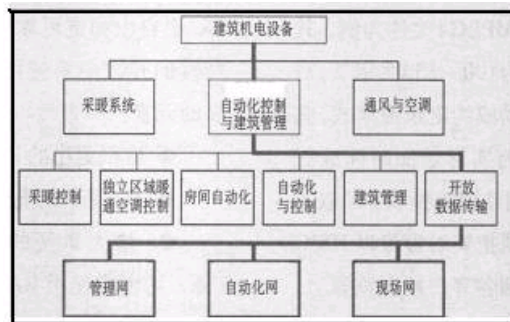 建筑机电设备
采暖系统
自动化控制
与建筑管理
通风与空调
采暖控制
独立区域暖
通空调控制
房间自动化
自动化
与控制
建筑管理
开放
数据传输
管理网
自动化网
现场网